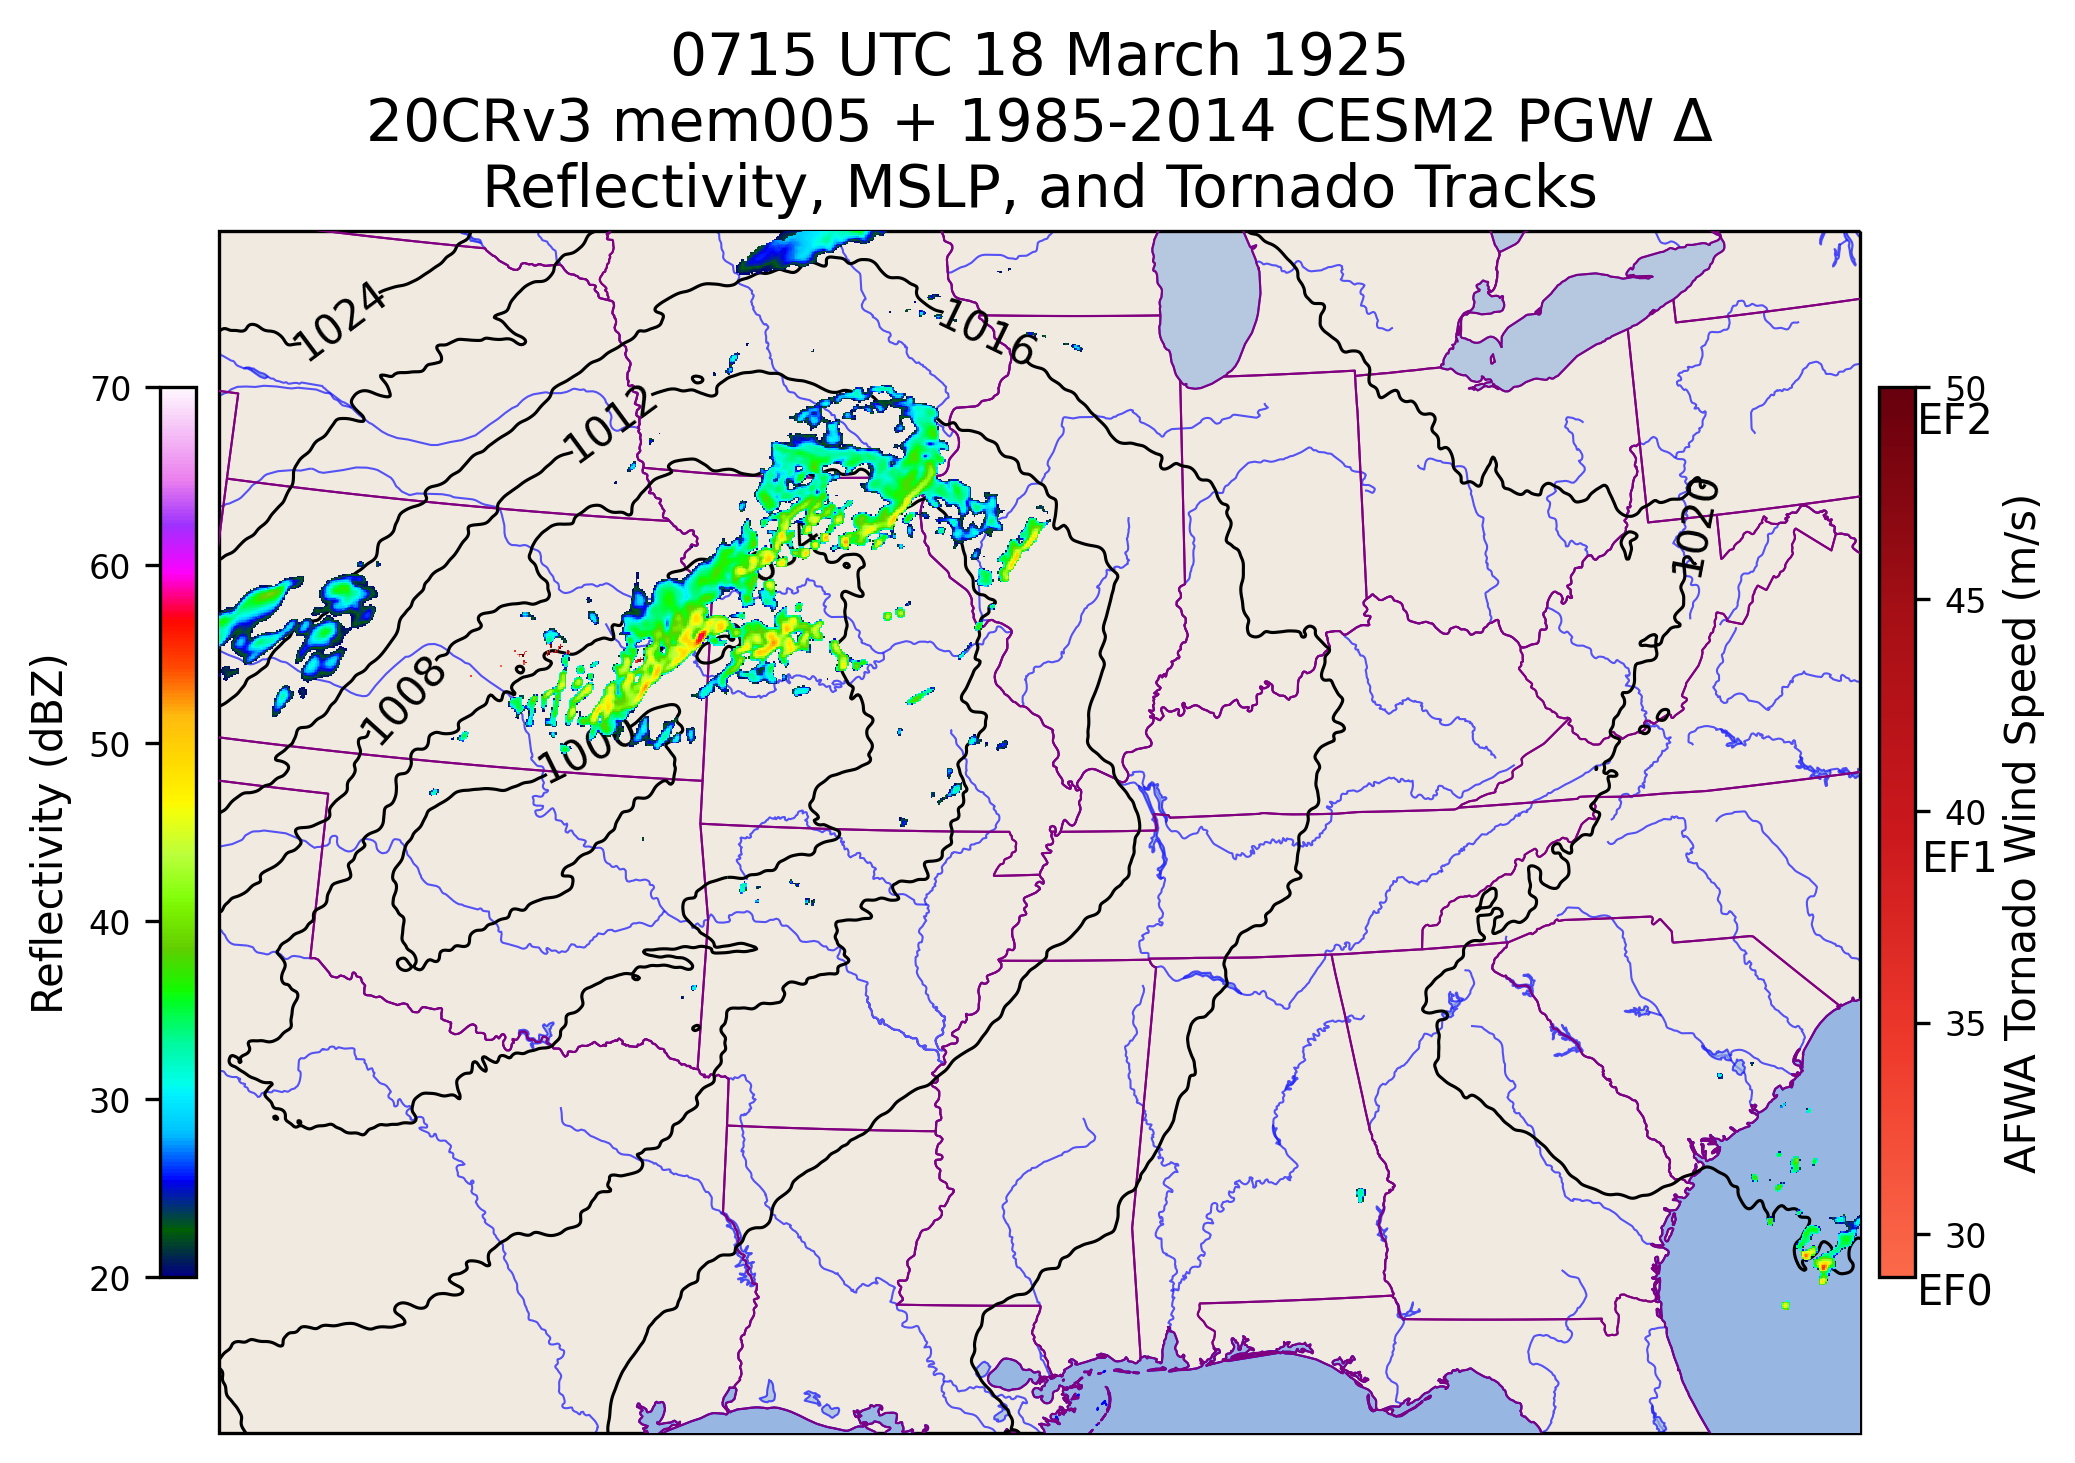 0715 UTC 18 March 1925
20CRv3 mem005 + 1985-2014 CESM2 PGW Δ
Reflectivity, MSLP, and Tornado Tracks
1024
1016
1012
1020
1008
1000
70
60
50
40
30
20
Reflectivity (dBZ)
50
EF2
45
40
EF1
35
30
EF0
AFWA Tornado Wind Speed (m/s)